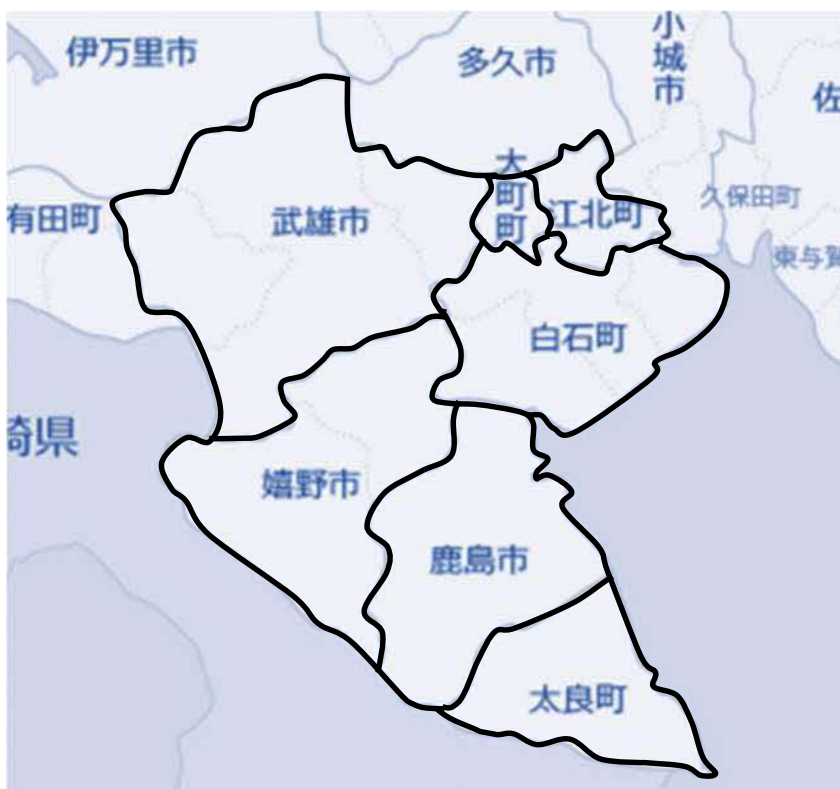 伊万里市
多久市
小城市
佐
有田町
武雄市
大町町
江北町
久保田町
東与賀
白石町
崎県
嬉野市
鹿島市
太良町